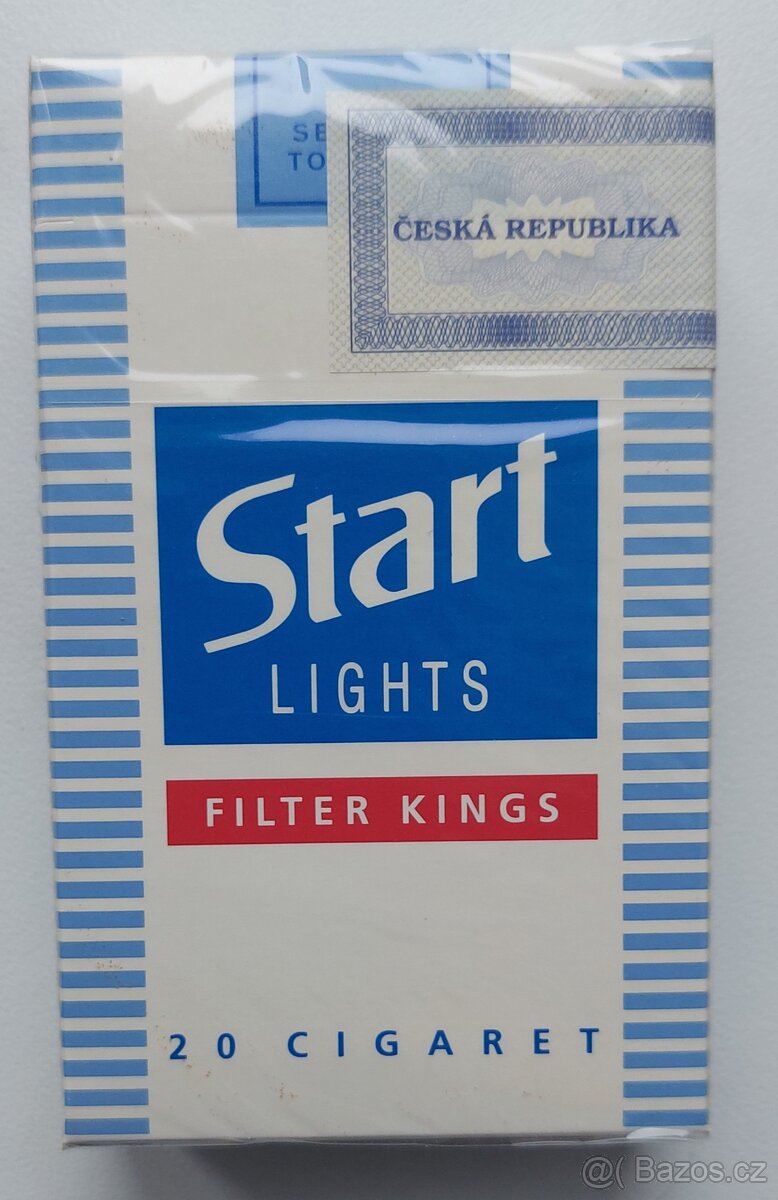 ČESKÁ REPUBLIKA
Start
LIGHTS
FILTER KINGS
20 CIGARET
@( Bazos.cz